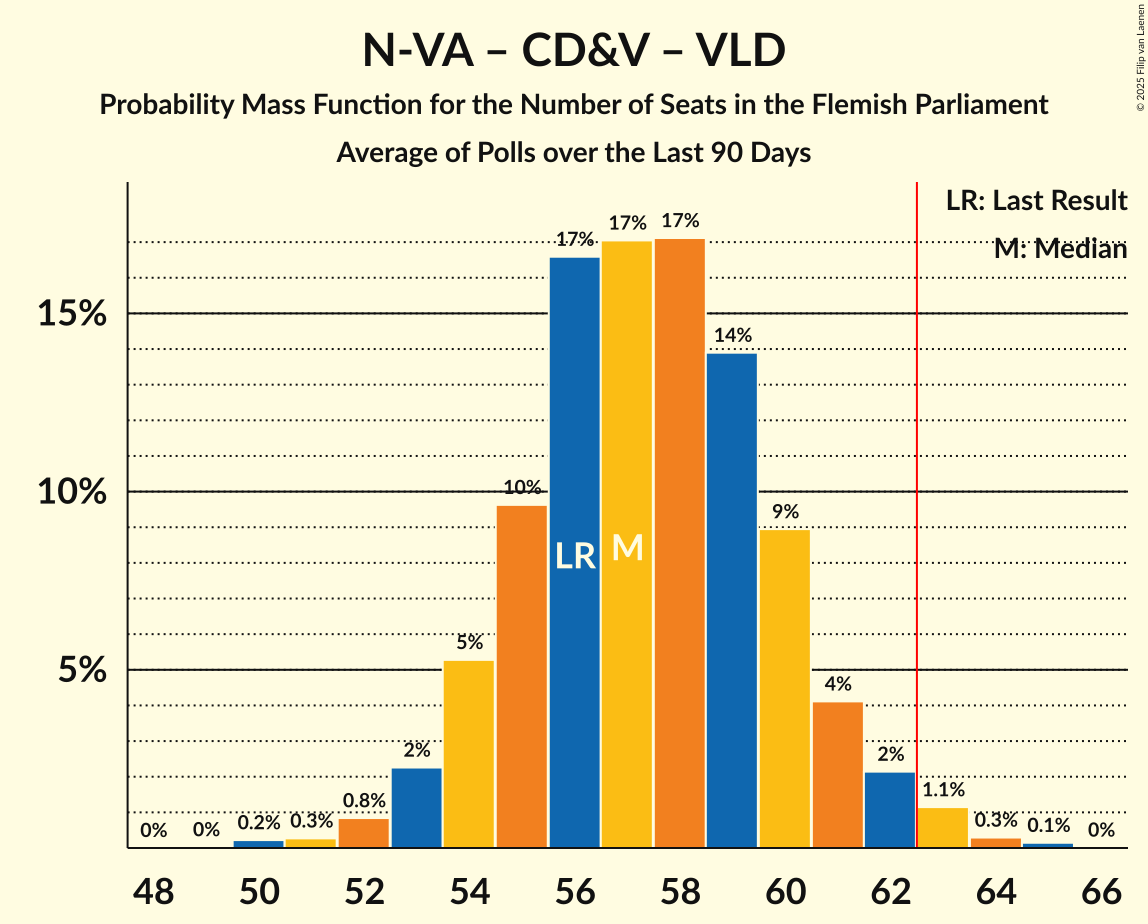 N-VA – CD&V – VLD
Probability Mass Function for the Number of Seats in the Flemish Parliament
Average of Polls over the Last 90 Days
© 2025 Filip van Laenen
LR: Last Result
M: Median
15%
10%
5%
0%
0%
0.2%
0.3%
0.8%
2%
5%
10%
17%
17%
17%
14%
9%
4%
2%
1.1%
0.3%
0.1%
0%
LR
M
48 50 52 54 56 58 60 62 64 66